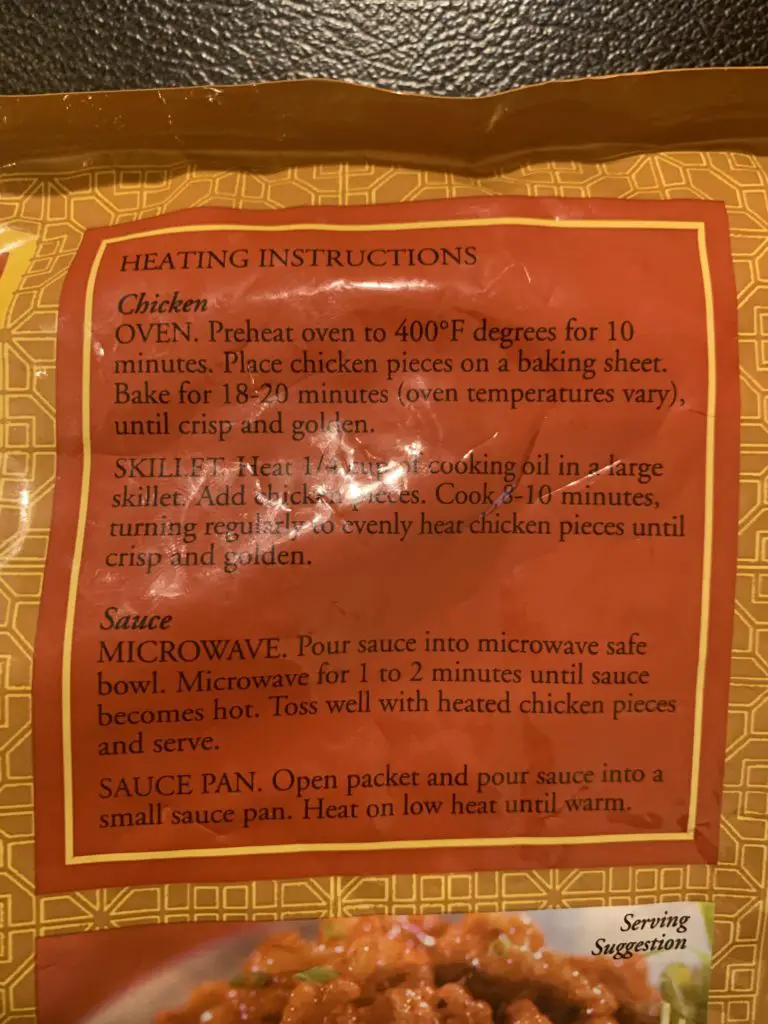 HEATING INSTRUCTIONS
Chicken
OVEN. Preheat oven to 400°F degrees for 10
minutes. Place chicken pieces on a baking sheet.
Bake for 18-20 minutes (oven temperatures vary),
until crisp and golden.
SKILLET. Heat 1/4 cup of cooking oil in a large
skillet. Add chicken pieces. Cook 8-10 minutes,
turning regularly to evenly heat chicken pieces until
crisp and golden.
Sauce
MICROWAVE. Pour sauce into microwave safe
bowl. Microwave for 1 to 2 minutes until sauce
becomes hot. Toss well with heated chicken pieces
and serve.
SAUCE PAN. Open packet and pour sauce into a
small sauce pan. Heat on low heat until warm.
Serving
Suggestion